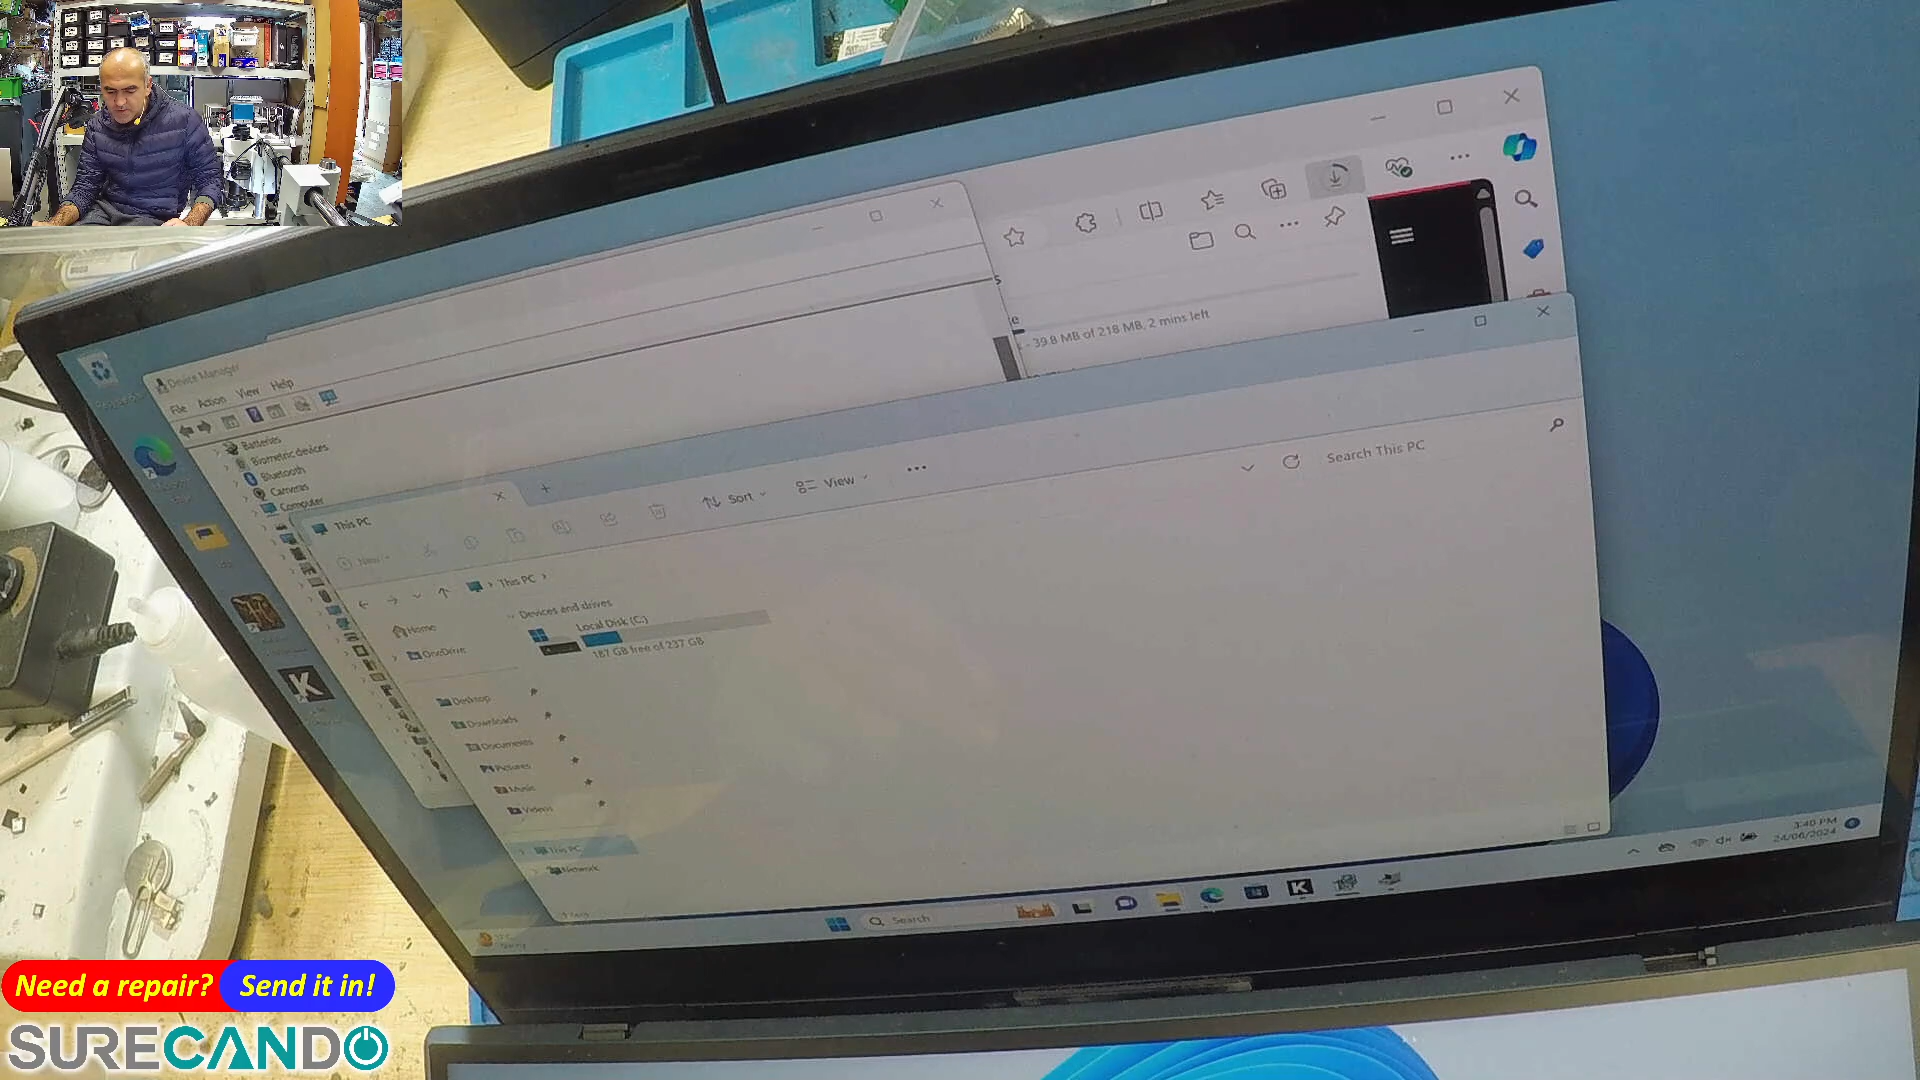 Device Manager
File Action View Help
Batteries
Biometric devices
Bluetooth
Cameras
Computer
39.8 MB of 218 MB, 2 mins left
This PC
New
Sort
View
This PC
Search This PC
Home
OneDrive
Desktop
Downloads
Documents
Pictures
Music
Videos
This PC
Network
Devices and drives
Local Disk (C:)
187 GB free of 237 GB
K
Search
K
3:40 PM
24/06/2024
Need a repair? Send it in!
SURECANDO